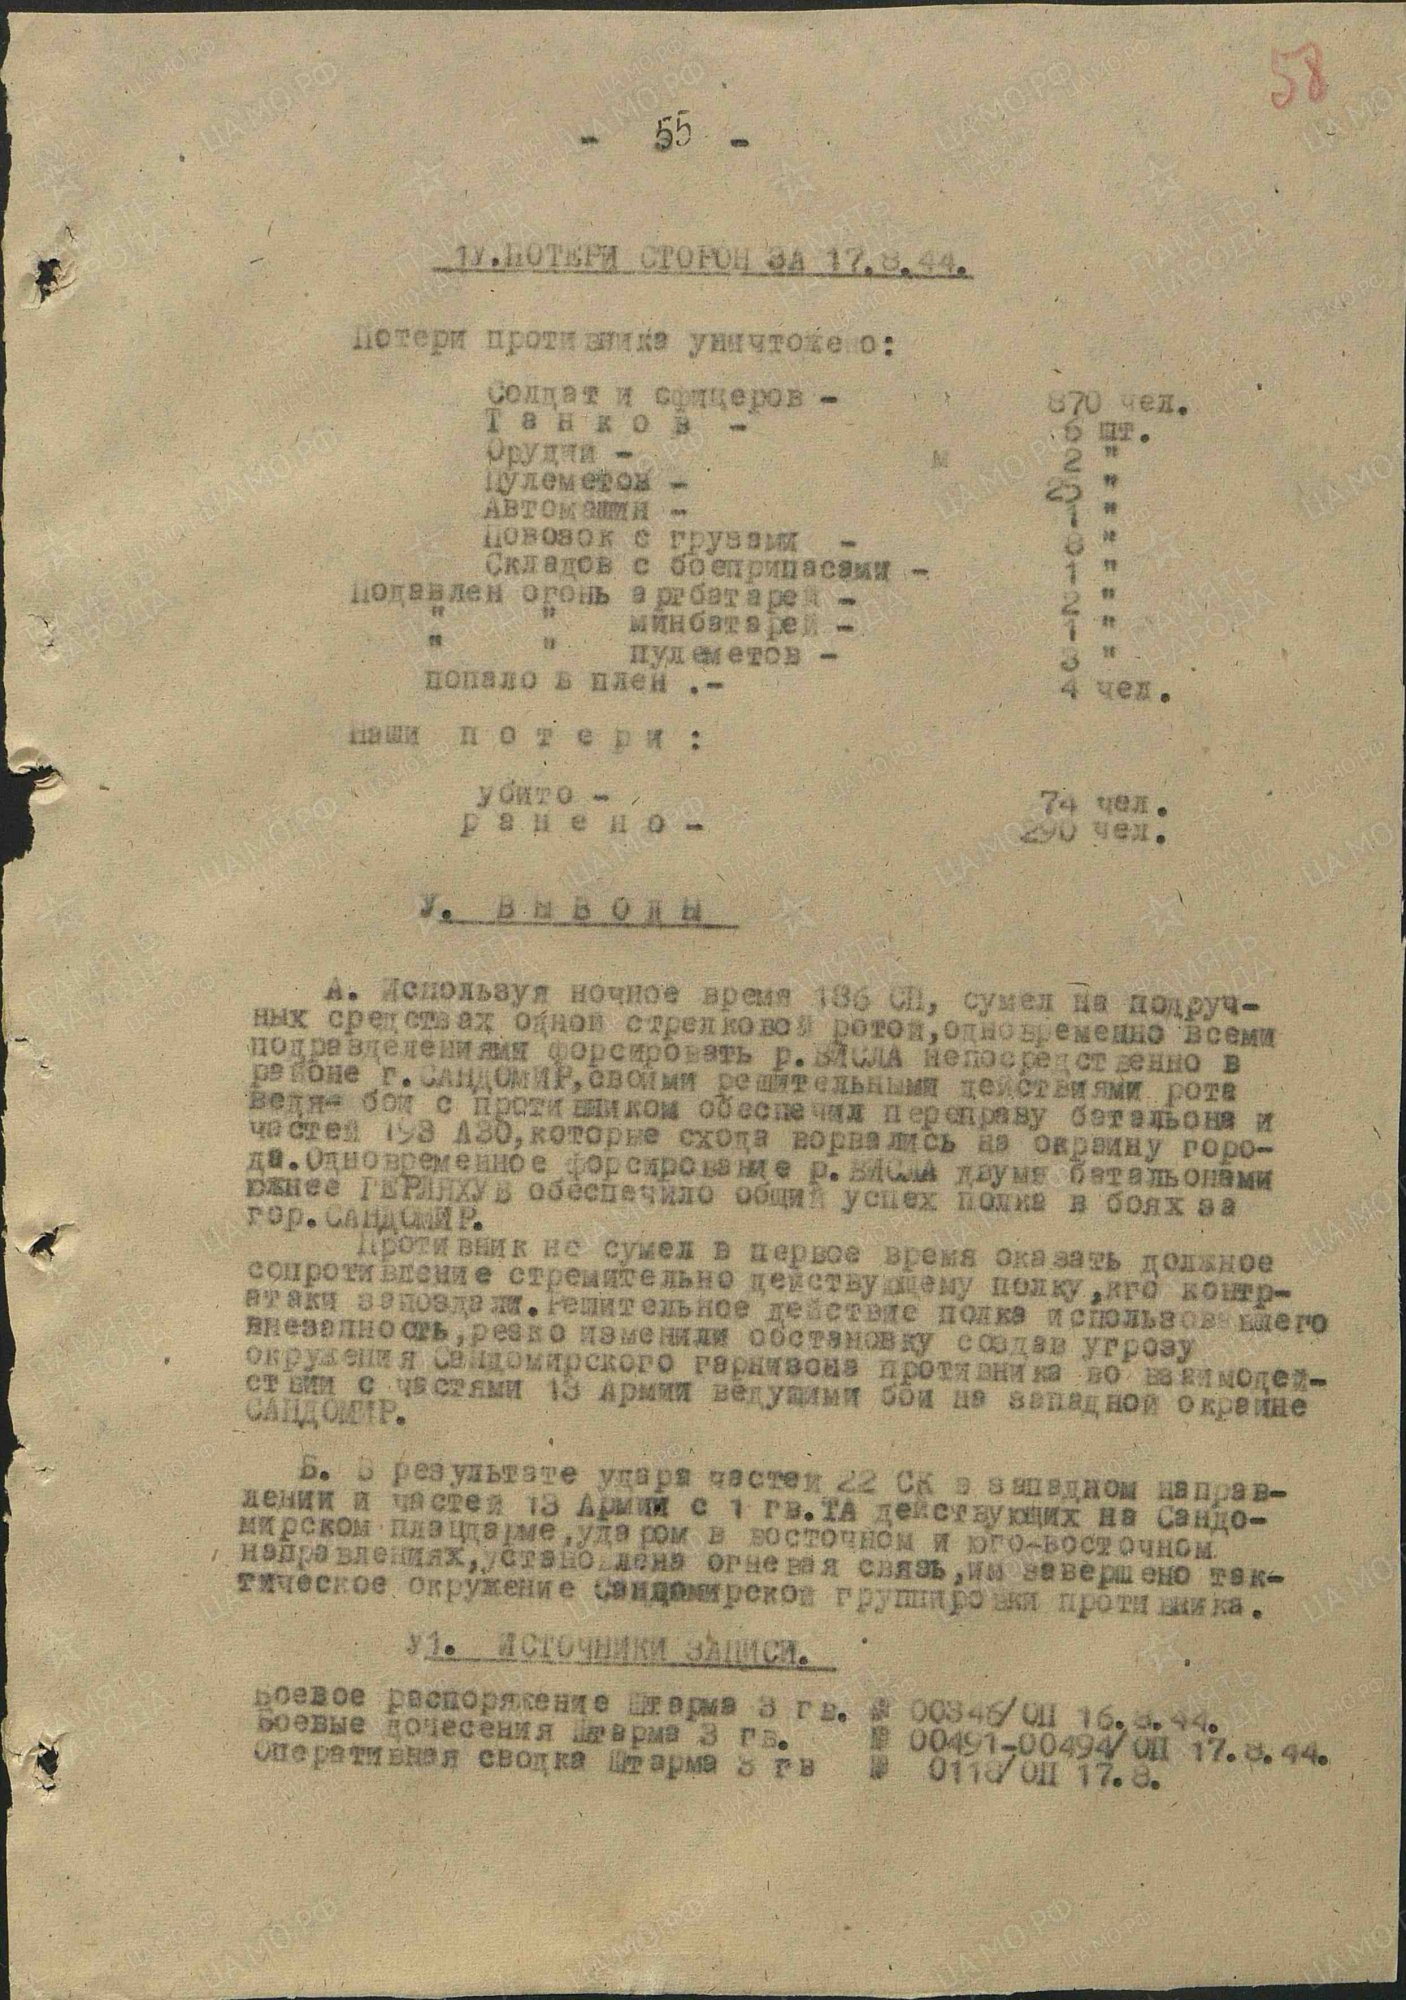 58
- 55 -
1У.ПОТЕРИ СТОРОН ЗА 17.8.44.
Потери противника уничтожено:
Солдат и офицеров - 870 чел.
Т а н к о в - 6 шт.
Орудий - м 2 "
Пулеметов - 25 "
Автомашин - 1 "
Повозок с грузами - 8 "
Складов с боеприпасами - 1 "
Подавлен огонь артбатарей - 2 "
" " минбатарей - 1 "
" " пулеметов - 3 "
попало в плен .- 4 чел.
Наши п о т е р и :
убито - 74 чел.
р а н е н о - 290 чел.
У. В Ы В О Д Ы
А. Используя ночное время 186 СП, сумел на подруч-
ных средствах одной стрелковой ротой,одновременно всеми
подразделениями форсировать р.ВИСЛА непосредственно в
районе г.САНДОМИР,своими решительными действиями рота
ведя- бой с противником обеспечил переправу батальона и
частей 193 АЗО,которые схода ворвались на окраину горо-
да.Одновременное форсирование р.ВИСЛА двумя батальонами
южнее ГЕРЛЯХУВ обеспечило общий успех полка в боях за
гор.САНДОМИР.
Противник не сумел в первое время оказать должное
сопротивление стремительно действующему полку,кго контр-
атаки запоздали.Решительное действие полка использовавшего
внезапность,резко изменили обстановку создав угрозу
окружения Сандомирского гарнизона противника во взаимодей-
ствии с частями 13 Армии ведущими бой на западной окраине
САНДОМИР.
Б. В результате удара частей 22 СК в западном направ-
лении и частей 13 Армии с 1 гв.ТА действующих на Сандо-
мирском плацдарме,ударом в восточном и юго-восточном
направлениях,установлена огневая связь,им завершено так-
тическое окружение Сандомирской группировки противника.
У1. ИСТОЧНИКИ ЗАПИСИ.
Боевое распоряжение Штарма 3 гв. № 00346/ОП 16.8.44.
Боевые донесения Штарма 3 гв. № 00491-00494/ОП 17.8.44.
Оперативная сводка Штарма 3 гв № 0118/ОП 17.8.